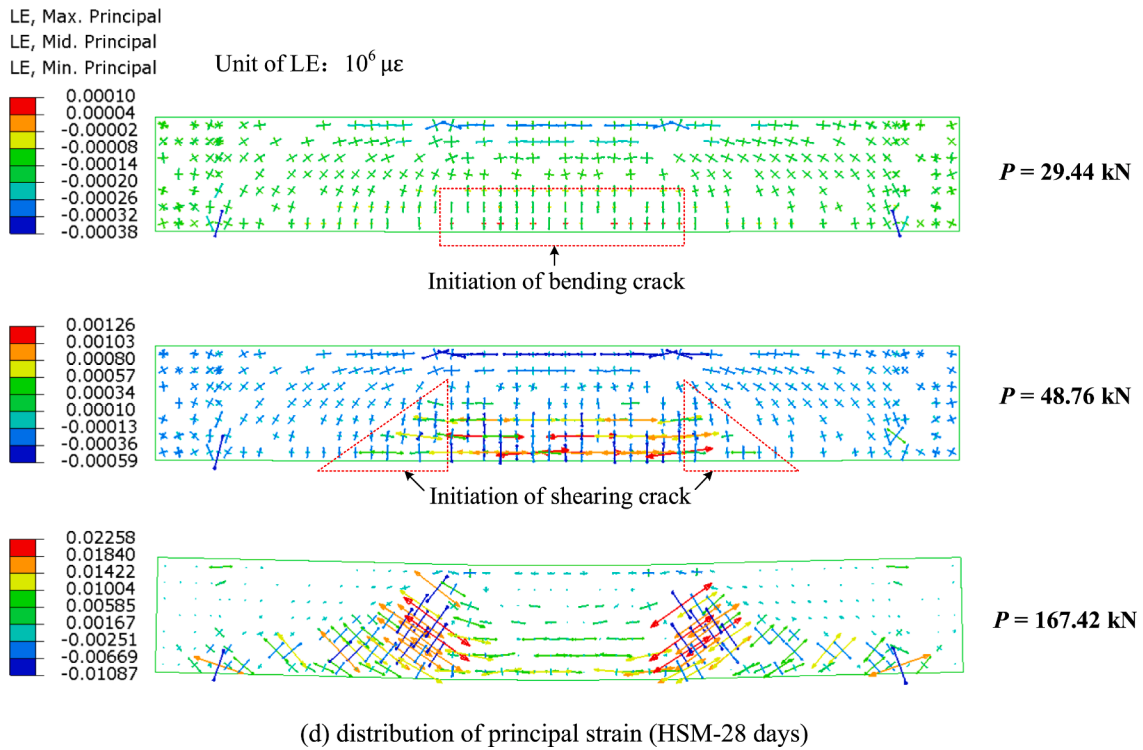 LE, Max. Principal
LE, Mid. Principal
LE, Min. Principal
Unit of LE： 10⁶ με
0.00010
0.00004
-0.00002
-0.00008
-0.00014
-0.00020
-0.00026
-0.00032
-0.00038
P = 29.44 kN
Initiation of bending crack
0.00126
0.00103
0.00080
0.00057
0.00034
0.00010
-0.00013
-0.00036
-0.00059
P = 48.76 kN
Initiation of shearing crack
0.02258
0.01840
0.01422
0.01004
0.00585
0.00167
-0.00251
-0.00669
-0.01087
P = 167.42 kN
(d) distribution of principal strain (HSM-28 days)